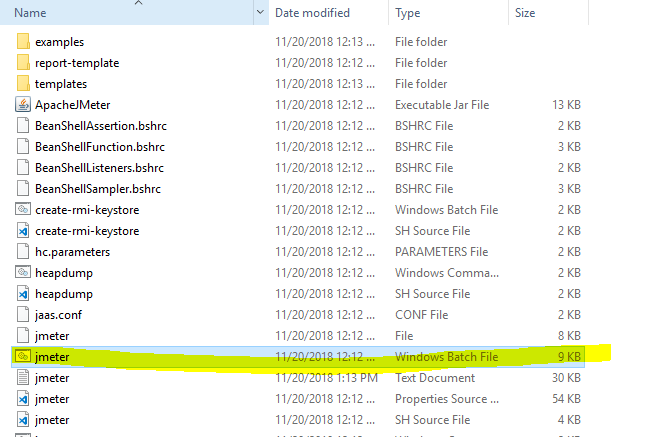 Name Date modified Type Size
examples 11/20/2018 12:13 ... File folder
report-template 11/20/2018 12:12 ... File folder
templates 11/20/2018 12:13 ... File folder
ApacheJMeter 11/20/2018 12:12 ... Executable Jar File 13 KB
BeanShellAssertion.bshrc 11/20/2018 12:12 ... BSHRC File 2 KB
BeanShellFunction.bshrc 11/20/2018 12:12 ... BSHRC File 3 KB
BeanShellListeners.bshrc 11/20/2018 12:12 ... BSHRC File 2 KB
BeanShellSampler.bshrc 11/20/2018 12:12 ... BSHRC File 3 KB
create-rmi-keystore 11/20/2018 12:12 ... Windows Batch File 2 KB
create-rmi-keystore 11/20/2018 12:12 ... SH Source File 2 KB
hc.parameters 11/20/2018 12:12 ... PARAMETERS File 2 KB
heapdump 11/20/2018 12:12 ... Windows Comma... 2 KB
heapdump 11/20/2018 12:12 ... SH Source File 2 KB
jaas.conf 11/20/2018 12:12 ... CONF File 2 KB
jmeter 11/20/2018 12:12 ... File 8 KB
jmeter 11/20/2018 12:12 ... Windows Batch File 9 KB
jmeter 11/20/2018 1:13 PM Text Document 30 KB
jmeter 11/20/2018 12:12 ... Properties Source ... 54 KB
jmeter 11/20/2018 12:12 ... SH Source File 4 KB